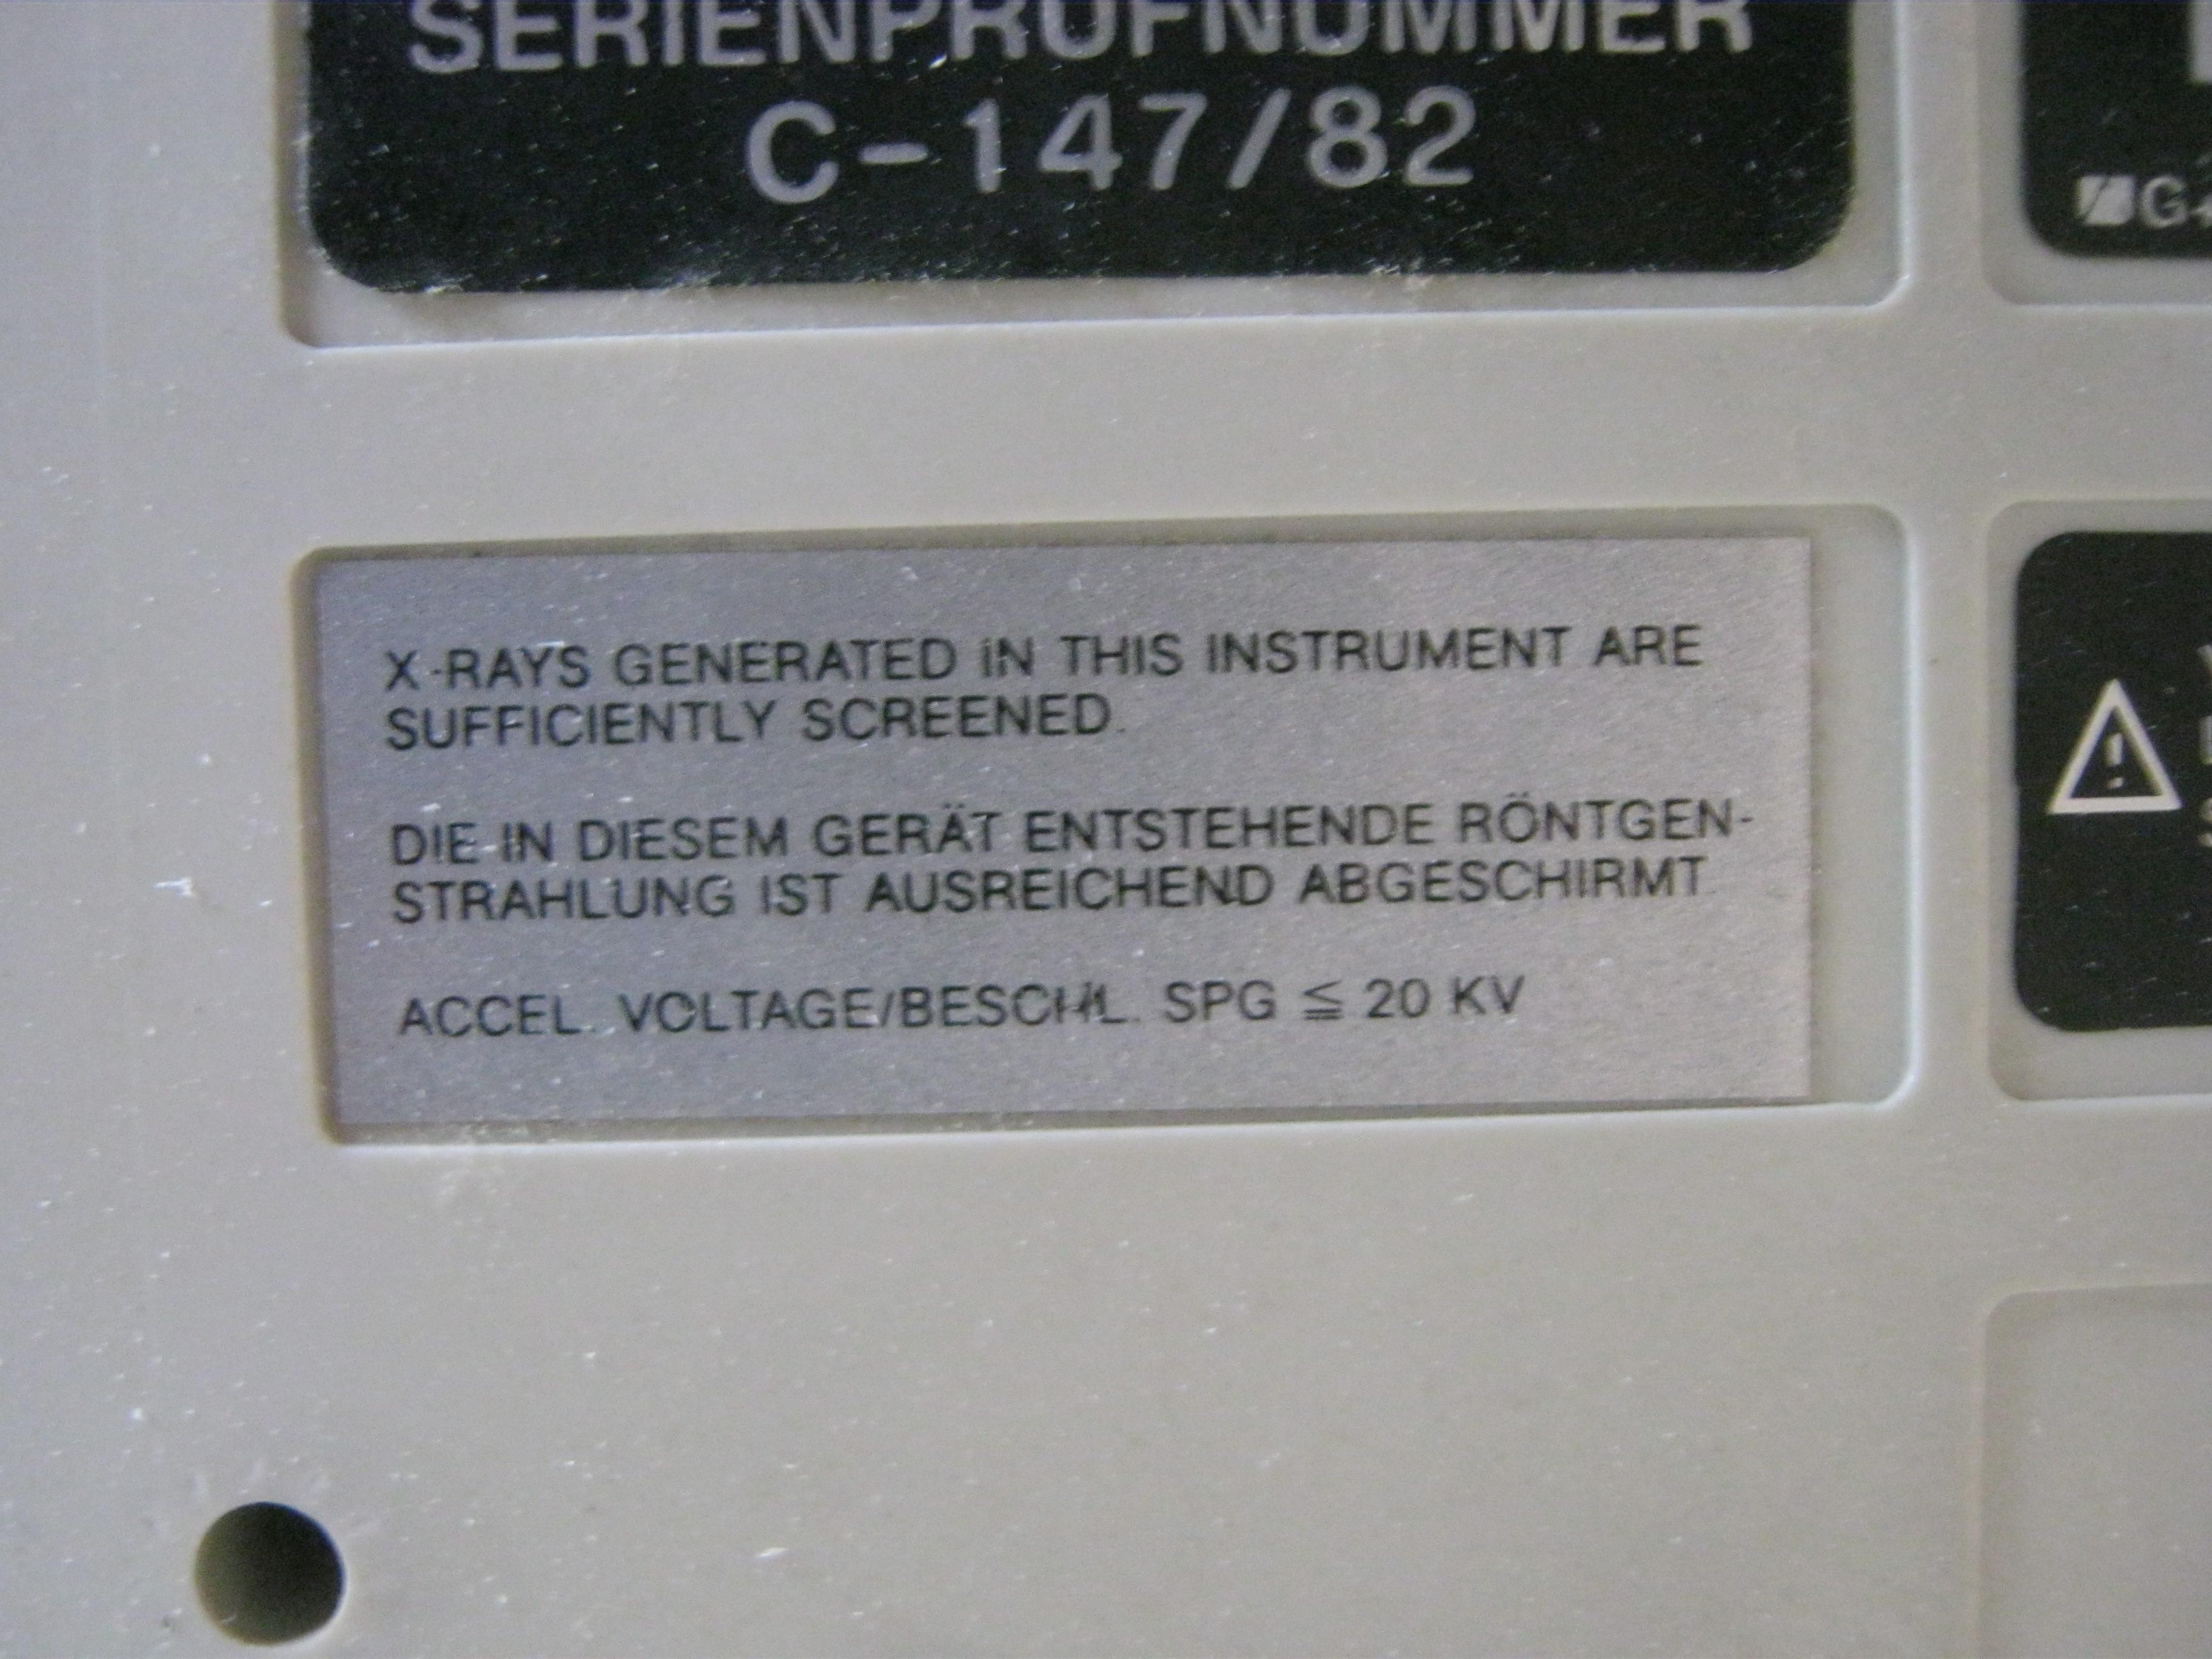 SERIENPRÜFNUMMER
C-147/82
X-RAYS GENERATED IN THIS INSTRUMENT ARE
SUFFICIENTLY SCREENED.
DIE IN DIESEM GERÄT ENTSTEHENDE RÖNTGEN-
STRAHLUNG IST AUSREICHEND ABGESCHIRMT.
ACCEL. VOLTAGE/BESCHL. SPG ≦ 20 KV